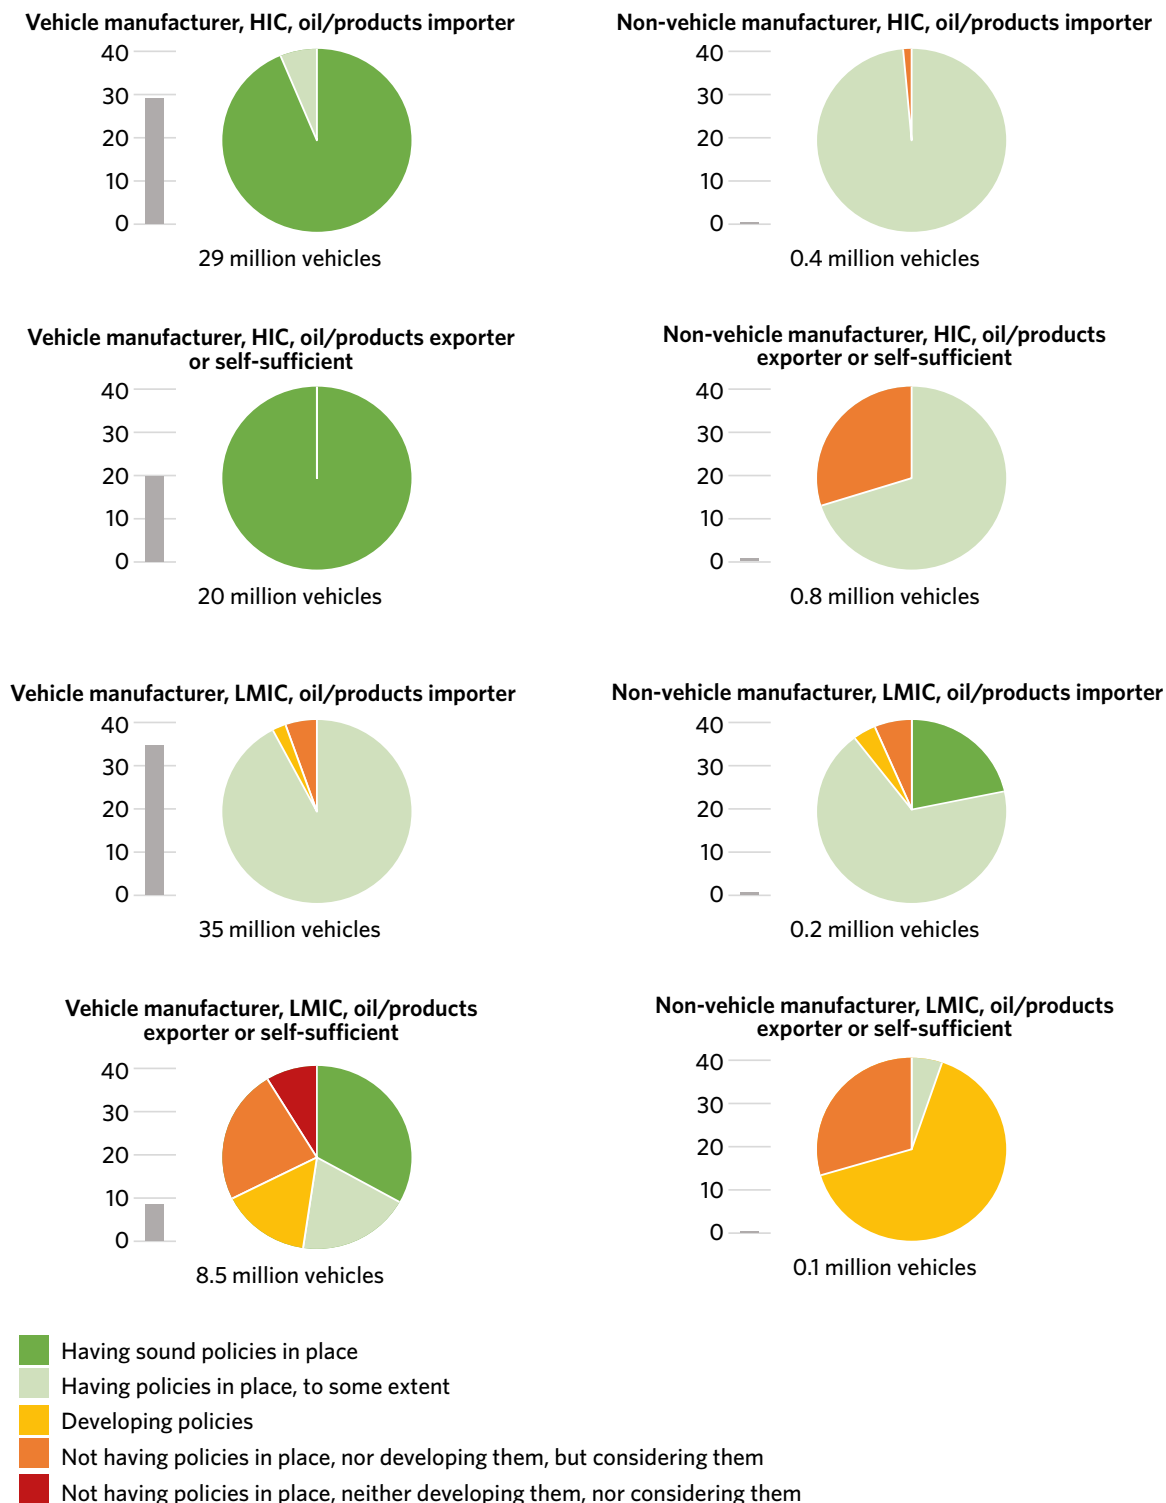 Vehicle manufacturer, HIC, oil/products importer
40
30
20
10
0
29 million vehicles
Non-vehicle manufacturer, HIC, oil/products importer
40
30
20
10
0
0.4 million vehicles
Vehicle manufacturer, HIC, oil/products exporter
or self-sufficient
40
30
20
10
0
20 million vehicles
Non-vehicle manufacturer, HIC, oil/products
exporter or self-sufficient
40
30
20
10
0
0.8 million vehicles
Vehicle manufacturer, LMIC, oil/products importer
40
30
20
10
0
35 million vehicles
Non-vehicle manufacturer, LMIC, oil/products importer
40
30
20
10
0
0.2 million vehicles
Vehicle manufacturer, LMIC, oil/products
exporter or self-sufficient
40
30
20
10
0
8.5 million vehicles
Non-vehicle manufacturer, LMIC, oil/products
exporter or self-sufficient
40
30
20
10
0
0.1 million vehicles
Having sound policies in place
Having policies in place, to some extent
Developing policies
Not having policies in place, nor developing them, but considering them
Not having policies in place, neither developing them, nor considering them